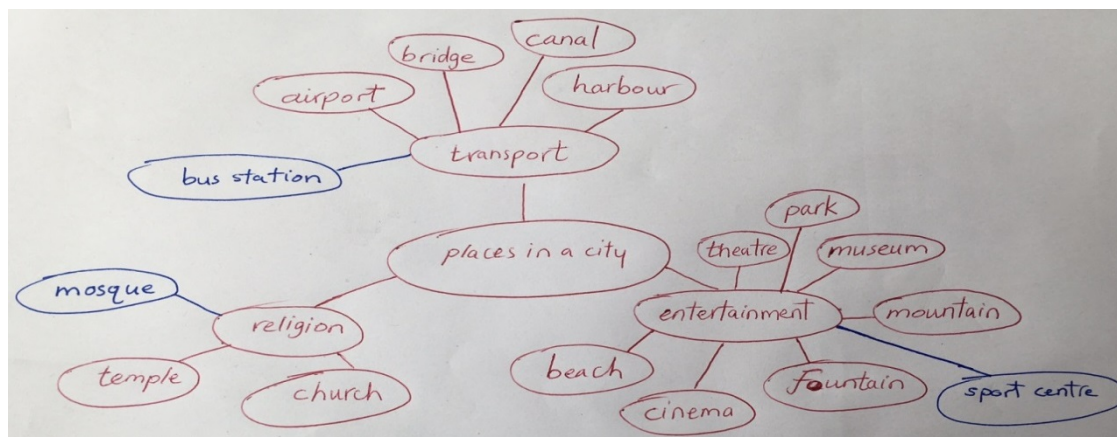 canal
bridge
airport
harbour
transport
bus station
park
places in a city
theatre
museum
mosque
religion
entertainment
mountain
temple
church
beach
cinema
fountain
sport centre